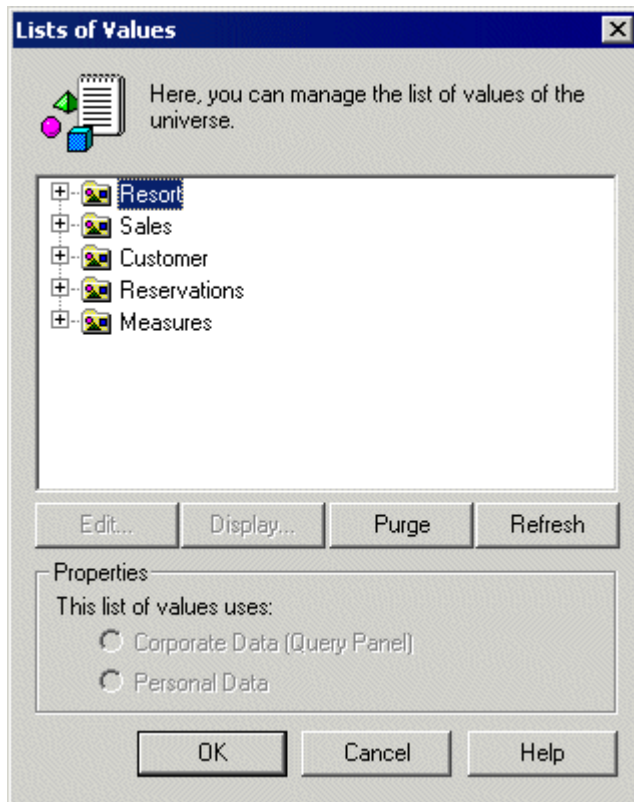 Lists of Values
Here, you can manage the list of values of the
universe.
Resort
Sales
Customer
Reservations
Measures
Edit... Display... Purge Refresh
Properties
This list of values uses:
Corporate Data (Query Panel)
Personal Data
OK Cancel Help